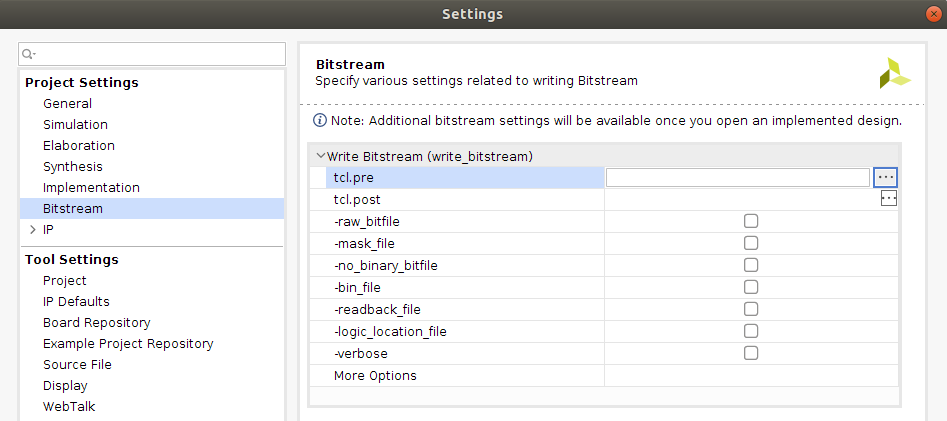 Settings
Project Settings
General
Simulation
Elaboration
Synthesis
Implementation
Bitstream
IP
Tool Settings
Project
IP Defaults
Board Repository
Example Project Repository
Source File
Display
WebTalk
Bitstream
Specify various settings related to writing Bitstream
Note: Additional bitstream settings will be available once you open an implemented design.
Write Bitstream (write_bitstream)
tcl.pre
tcl.post
-raw_bitfile
-mask_file
-no_binary_bitfile
-bin_file
-readback_file
-logic_location_file
-verbose
More Options